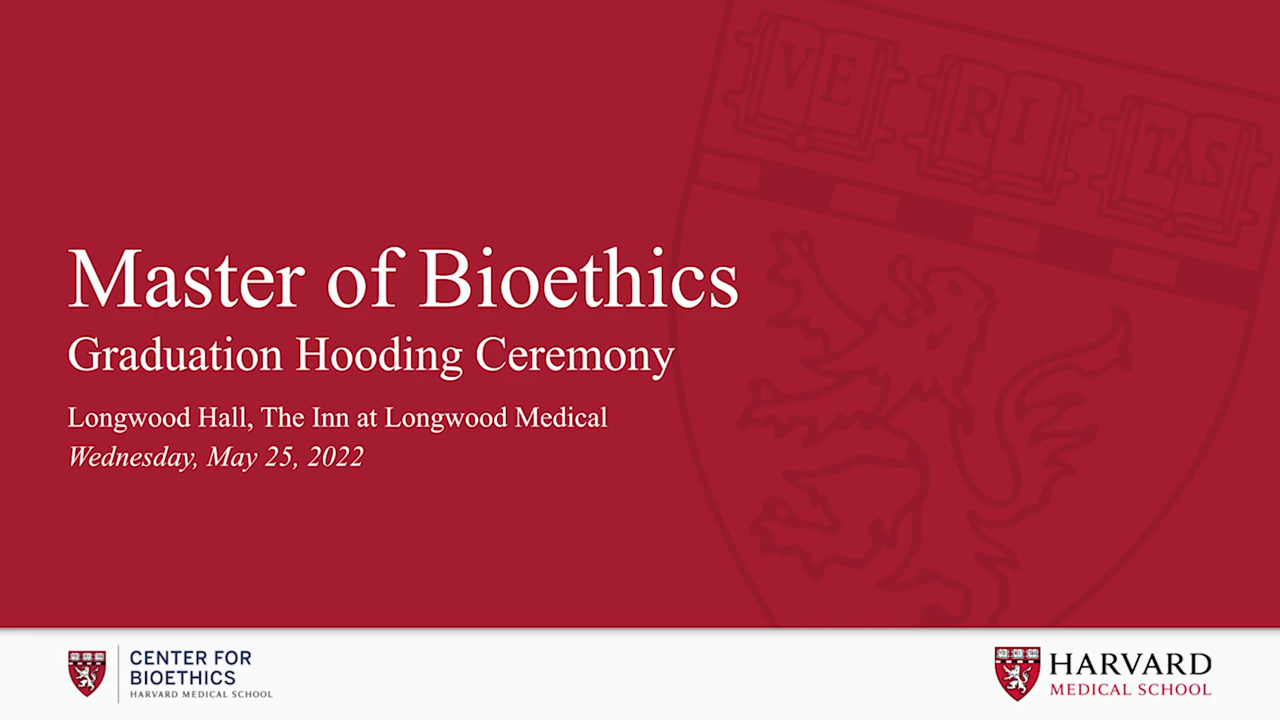 VE RI TAS
Master of Bioethics
Graduation Hooding Ceremony
Longwood Hall, The Inn at Longwood Medical
Wednesday, May 25, 2022
CENTER FOR
BIOETHICS
HARVARD MEDICAL SCHOOL
HARVARD
MEDICAL SCHOOL